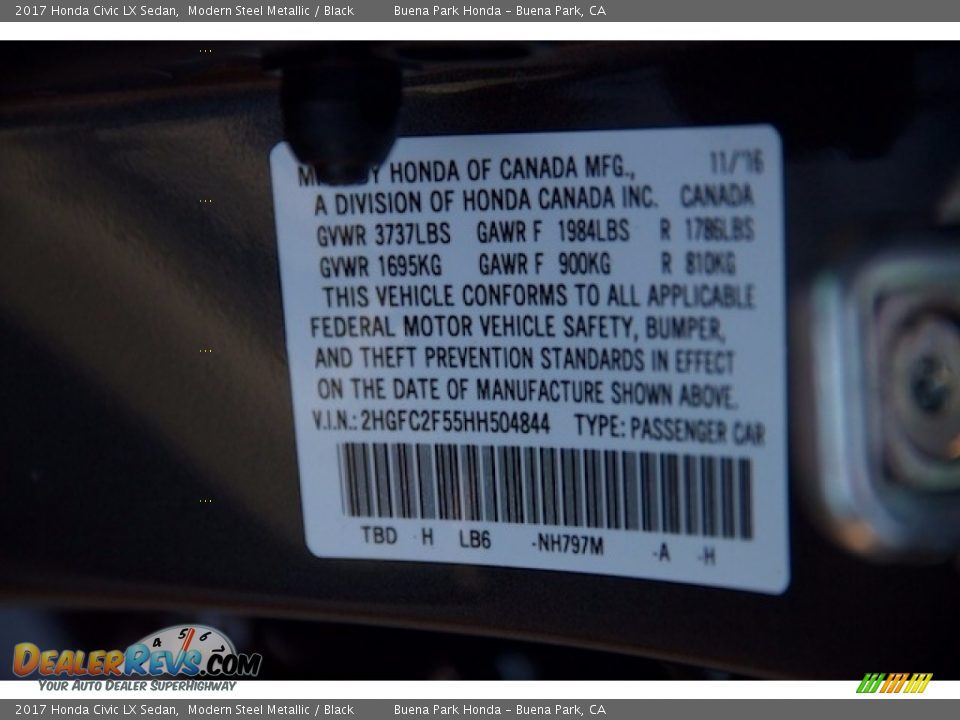 2017 Honda Civic LX Sedan, Modern Steel Metallic / Black Buena Park Honda - Buena Park, CA
HONDA OF CANADA MFG., 11/'16
A DIVISION OF HONDA CANADA INC. CANADA
GVWR 3737LBS GAWR F 1984LBS R 1786LBS
GVWR 1695KG GAWR F 900KG R 810KG
THIS VEHICLE CONFORMS TO ALL APPLICABLE
FEDERAL MOTOR VEHICLE SAFETY, BUMPER,
AND THEFT PREVENTION STANDARDS IN EFFECT
ON THE DATE OF MANUFACTURE SHOWN ABOVE.
V.I.N.: 2HGFC2F55HH504844 TYPE: PASSENGER CAR
TBD H LB6 -NH797M -A -H
4 5 6
DEALERREVS.COM
YOUR AUTO DEALER SUPERHIGHWAY
2017 Honda Civic LX Sedan, Modern Steel Metallic / Black Buena Park Honda - Buena Park, CA